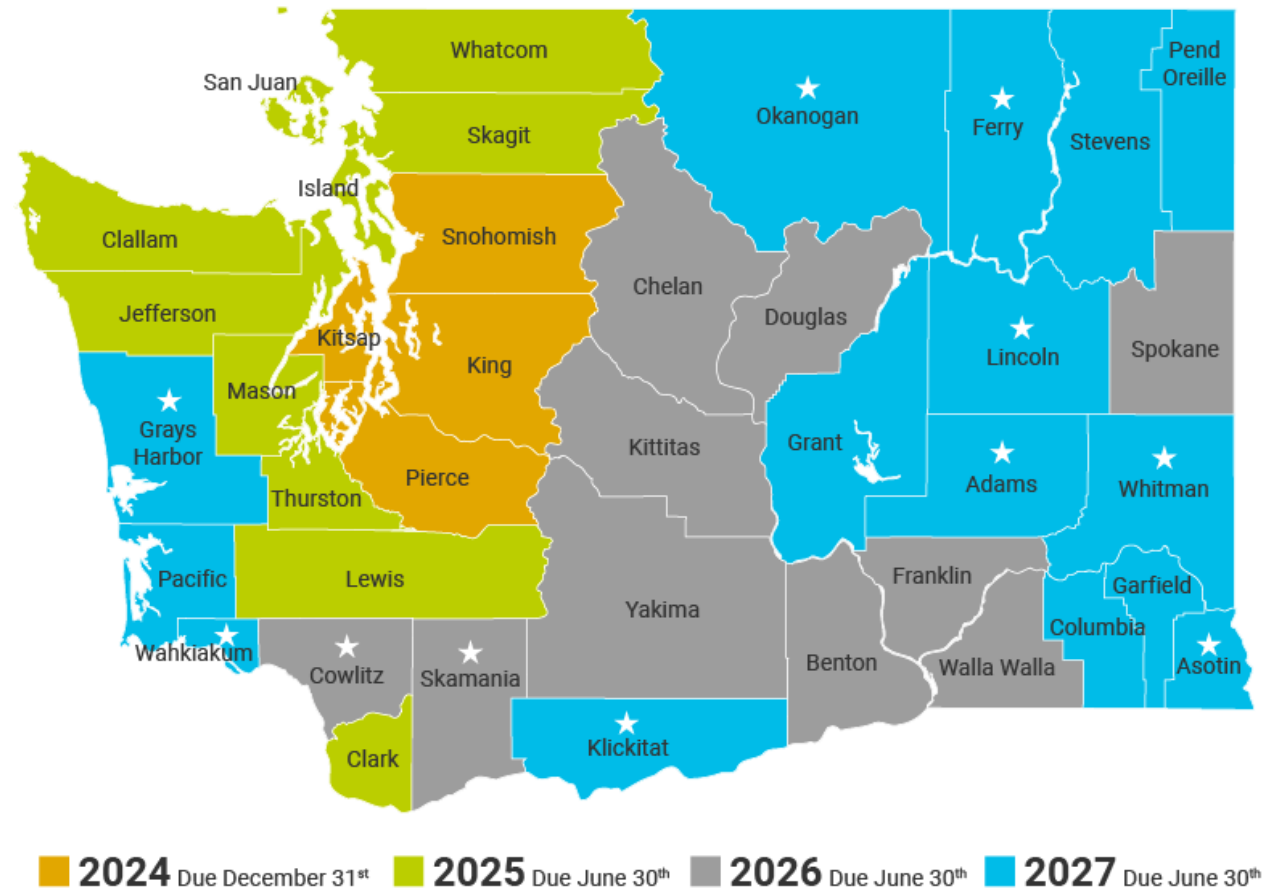 Whatcom
Pend
Oreille
San Juan
Okanogan
Ferry
Skagit
Stevens
Island
Clallam
Snohomish
Chelan
Jefferson
Douglas
Kitsap
Lincoln
Spokane
King
Mason
Grays
Harbor
Grant
Kittitas
Pierce
Adams
Whitman
Thurston
Pacific
Lewis
Franklin
Garfield
Yakima
Columbia
Wahkiakum
Benton
Walla Walla
Asotin
Cowlitz
Skamania
Klickitat
Clark
2024 Due December 31st
2025 Due June 30th
2026 Due June 30th
2027 Due June 30th